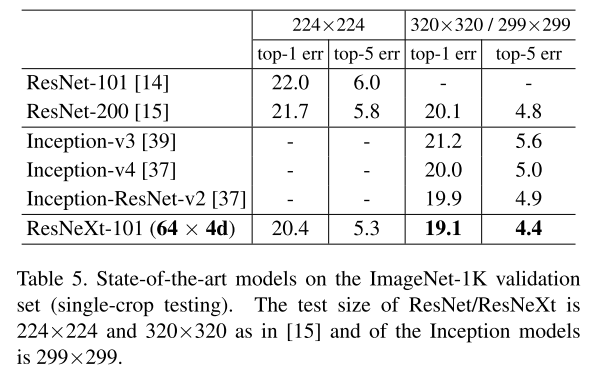 224×224 320×320 / 299×299
top-1 err top-5 err top-1 err top-5 err
ResNet-101 [14] 22.0 6.0 - -
ResNet-200 [15] 21.7 5.8 20.1 4.8
Inception-v3 [39] - - 21.2 5.6
Inception-v4 [37] - - 20.0 5.0
Inception-ResNet-v2 [37] - - 19.9 4.9
ResNeXt-101 (64 × 4d) 20.4 5.3 19.1 4.4
Table 5. State-of-the-art models on the ImageNet-1K validation
set (single-crop testing). The test size of ResNet/ResNeXt is
224×224 and 320×320 as in [15] and of the Inception models
is 299×299.